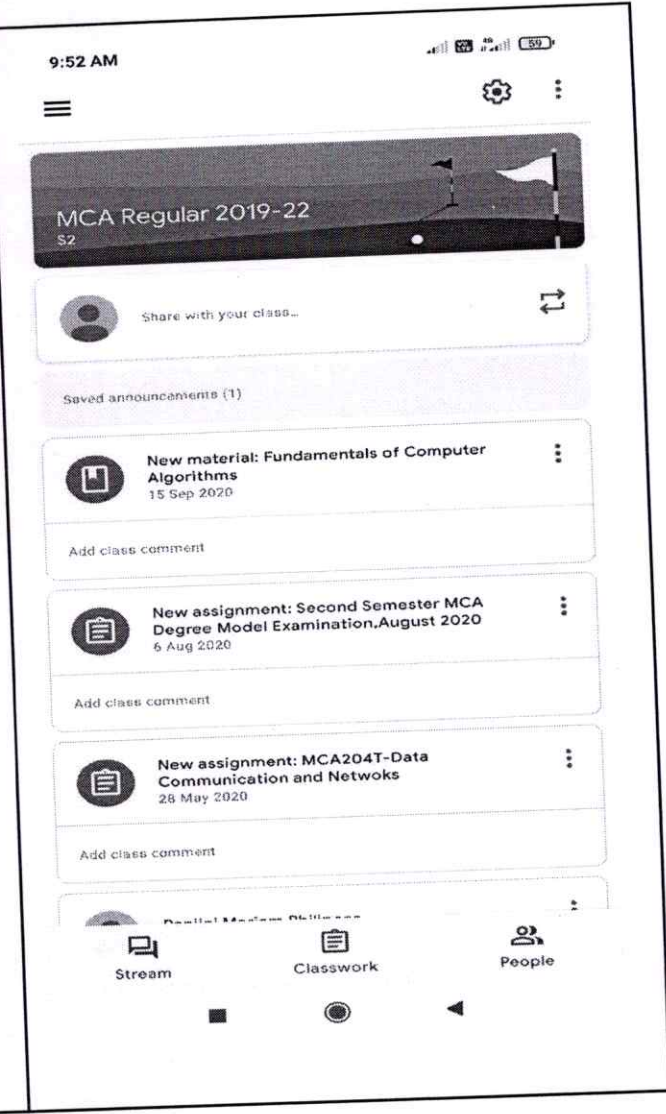 9:52 AM
4G
59
MCA Regular 2019-22
S2
Share with your class...
Saved announcements (1)
New material: Fundamentals of Computer
Algorithms
15 Sep 2020
Add class comment
New assignment: Second Semester MCA
Degree Model Examination,August 2020
6 Aug 2020
Add class comment
New assignment: MCA204T-Data
Communication and Netwoks
28 May 2020
Add class comment
Stream
Classwork
People